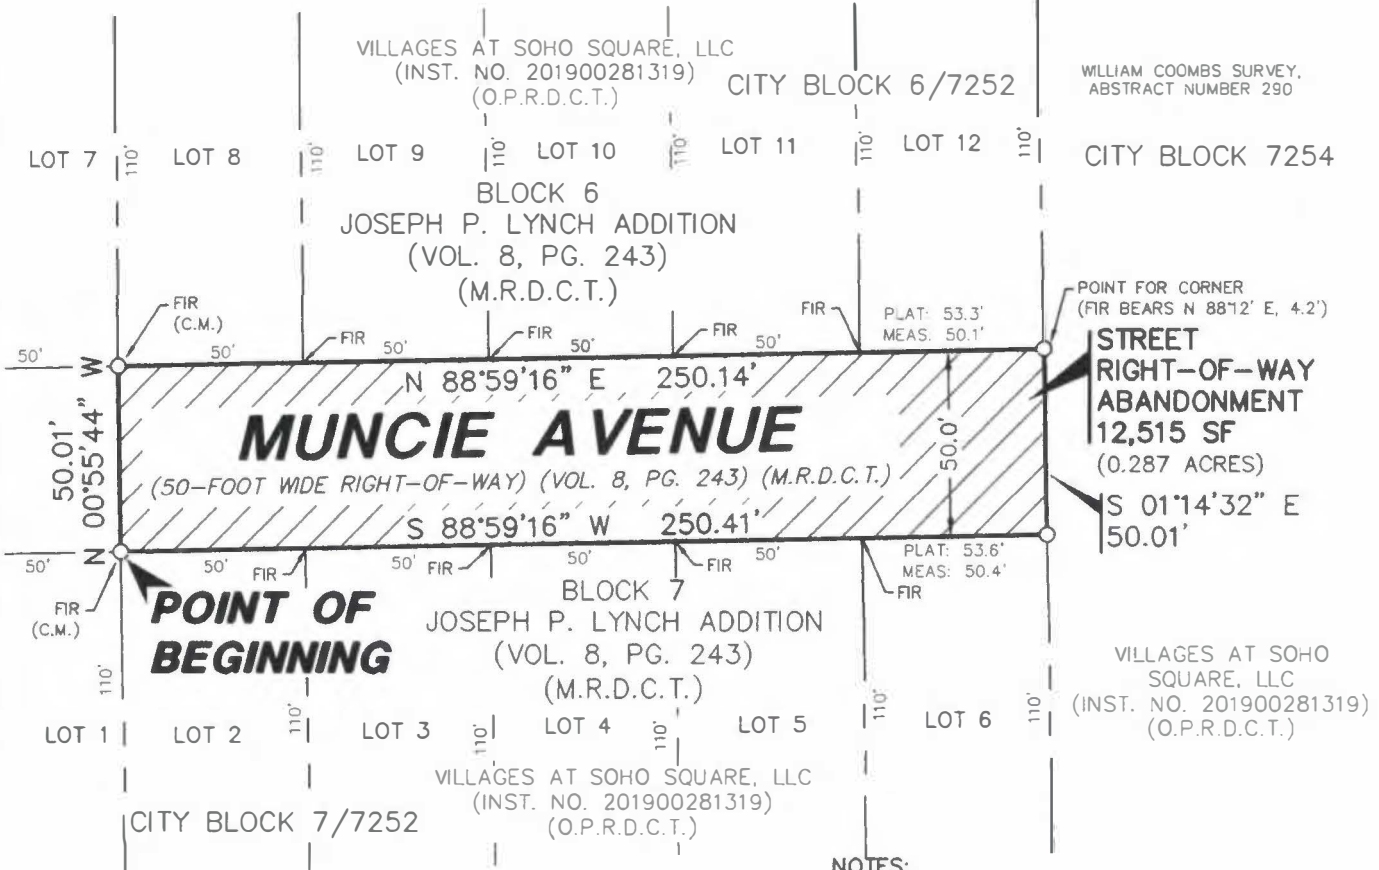 VILLAGES AT SOHO SQUARE, LLC
(INST. NO. 201900281319)
(O.P.R.D.C.T.)
CITY BLOCK 6/7252
WILLIAM COOMBS SURVEY,
ABSTRACT NUMBER 290
CITY BLOCK 7254
LOT 7
110'
LOT 8
110'
LOT 9
110'
LOT 10
110'
LOT 11
110'
LOT 12
110'
BLOCK 6
JOSEPH P. LYNCH ADDITION
(VOL. 8, PG. 243)
(M.R.D.C.T.)
FIR
(C.M.)
FIR
FIR
FIR
FIR
PLAT: 53.3'
MEAS: 50.1'
POINT FOR CORNER
(FIR BEARS N 88°12' E, 4.2')
50'
50'
50'
50'
50'
N 88°59'16" E 250.14'
STREET
RIGHT-OF-WAY
ABANDONMENT
12,515 SF
(0.287 ACRES)
N 00°55'44" W
50.01'
MUNCIE AVENUE
(50-FOOT WIDE RIGHT-OF-WAY) (VOL. 8, PG. 243) (M.R.D.C.T.)
50.0'
S 88°59'16" W 250.41'
S 01°14'32" E
50.01'
50'
50'
50'
50'
50'
FIR
FIR
FIR
FIR
PLAT: 53.6'
MEAS: 50.4'
FIR
(C.M.)
POINT OF
BEGINNING
BLOCK 7
JOSEPH P. LYNCH ADDITION
(VOL. 8, PG. 243)
(M.R.D.C.T.)
VILLAGES AT SOHO
SQUARE, LLC
(INST. NO. 201900281319)
(O.P.R.D.C.T.)
LOT 1
110'
LOT 2
110'
LOT 3
110'
LOT 4
110'
LOT 5
110'
LOT 6
110'
VILLAGES AT SOHO SQUARE, LLC
(INST. NO. 201900281319)
(O.P.R.D.C.T.)
CITY BLOCK 7/7252
NOTES: